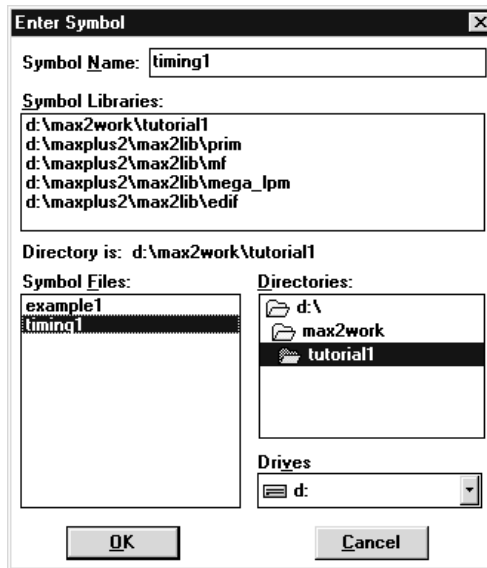 Enter Symbol
Symbol Name: timing1
Symbol Libraries:
d:\max2work\tutorial1
d:\maxplus2\max2lib\prim
d:\maxplus2\max2lib\mf
d:\maxplus2\max2lib\mega_lpm
d:\maxplus2\max2lib\edif
Directory is: d:\max2work\tutorial1
Symbol Files:
example1
timing1
Directories:
d:\
max2work
tutorial1
Drives
d:
OK
Cancel